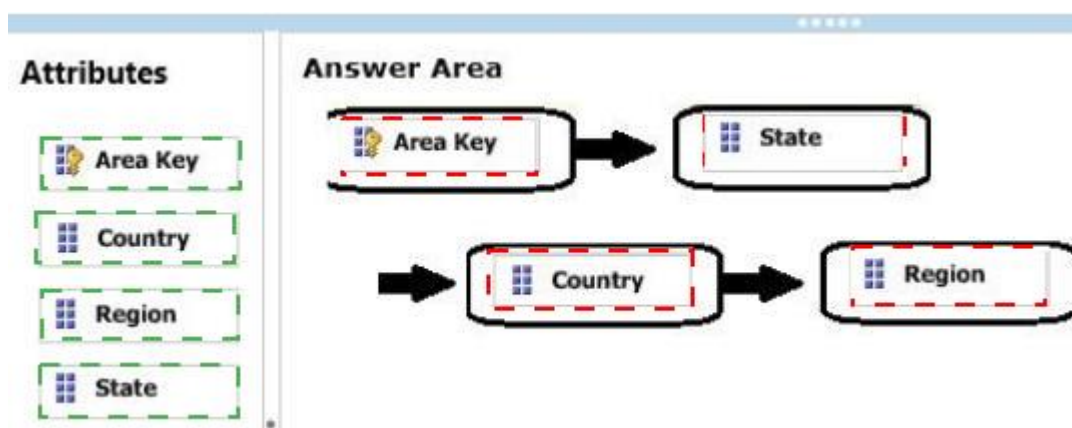 Attributes
Area Key
Country
Region
State
Answer Area
Area Key
State
Country
Region